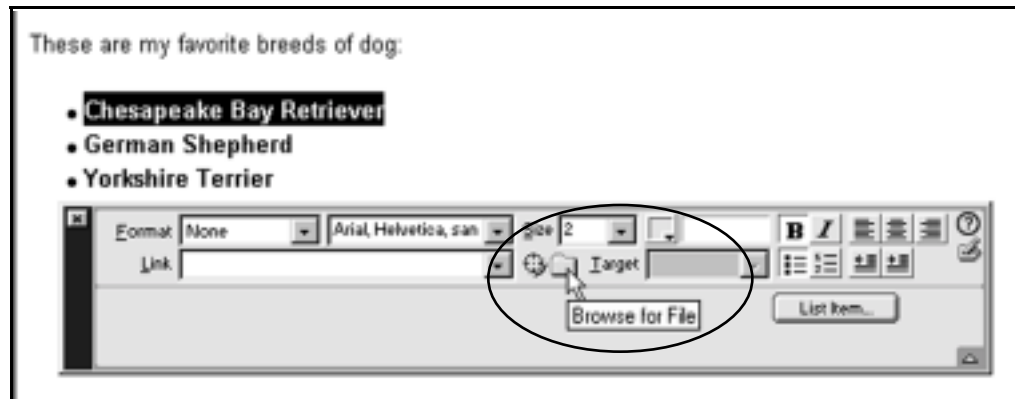 These are my favorite breeds of dog:
• Chesapeake Bay Retriever
• German Shepherd
• Yorkshire Terrier
Format None Arial, Helvetica, san Size 2 B I
Link Target
Browse for File
List Item...